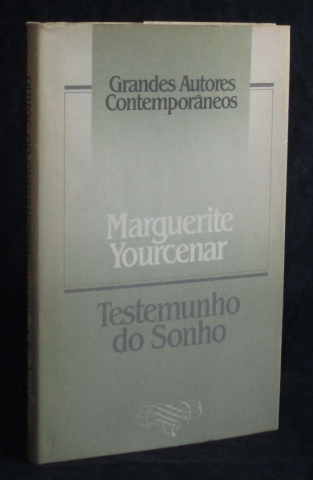 Grandes Autores
Contemporâneos
Marguerite
Yourcenar
Testemunho
do Sonho